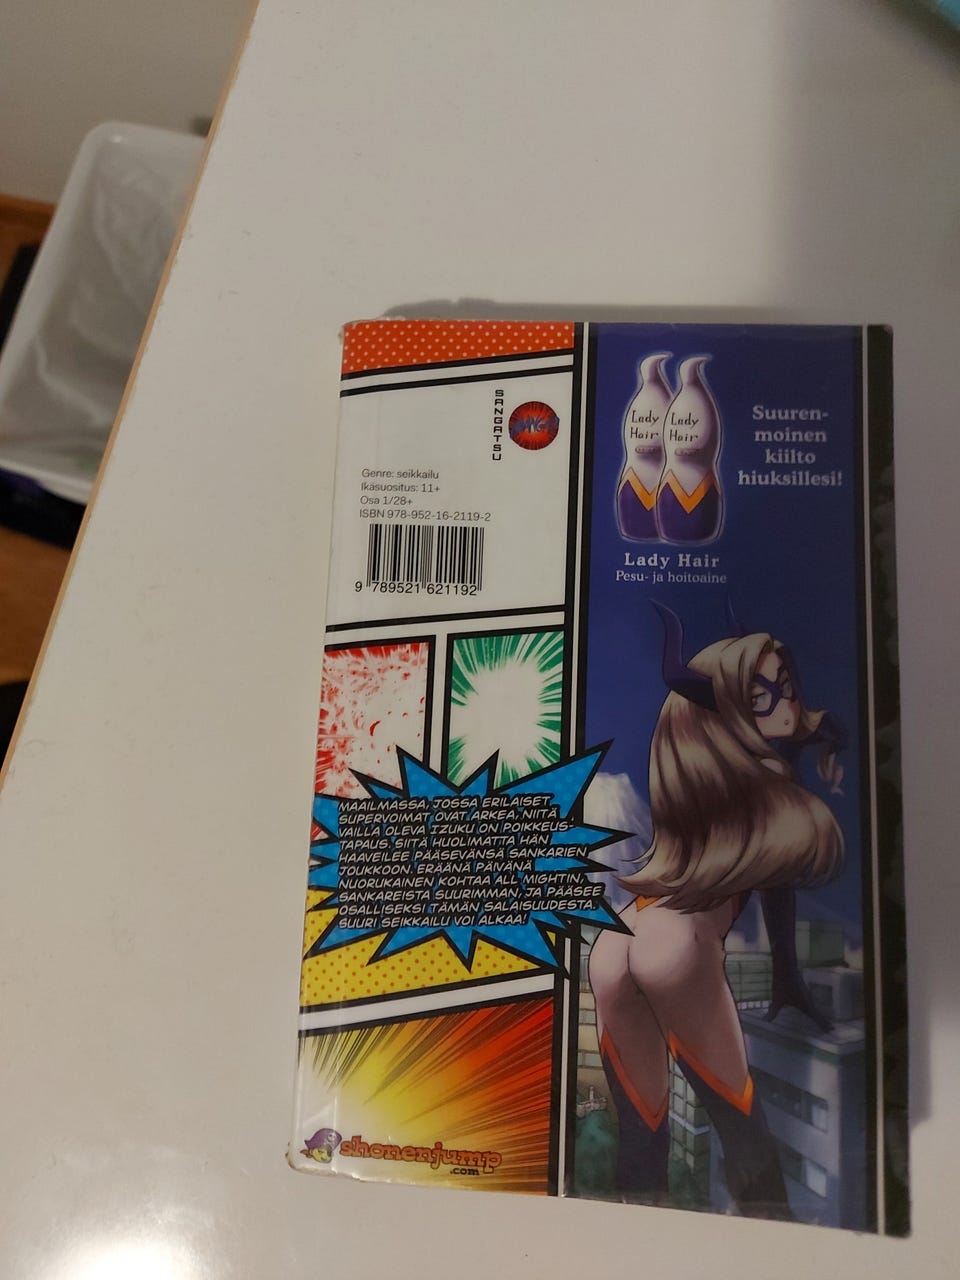 SANGATSU
Genre: seikkailu
Ikäsuositus: 11+
Osa 1/28+
ISBN 978-952-16-2119-2
9 789521 621192
Lady
Hair
Lady
Hair
Suuren-
moinen
kiilto
hiuksillesi!
Lady Hair
Pesu- ja hoitoaine
MAAILMASSA, JOSSA ERILAISET
SUPERVOIMAT OVAT ARKEA, NIITÄ
VAILLA OLEVA IZUKU ON POIKKEUS-
TAPAUS. SIITÄ HUOLIMATTA HÄN
HAAVEILEE PÄÄSEVÄNSÄ SANKARIEN
JOUKKOON. ERÄÄNÄ PÄIVÄNÄ
NUORUKAINEN KOHTAA ALL MIGHTIN,
SANKAREISTA SUURIMMAN, JA PÄÄSEE
OSALLISEKSI TÄMÄN SALAISUUDESTA.
SUURI SEIKKAILU VOI ALKAA!
shonenjump
.com